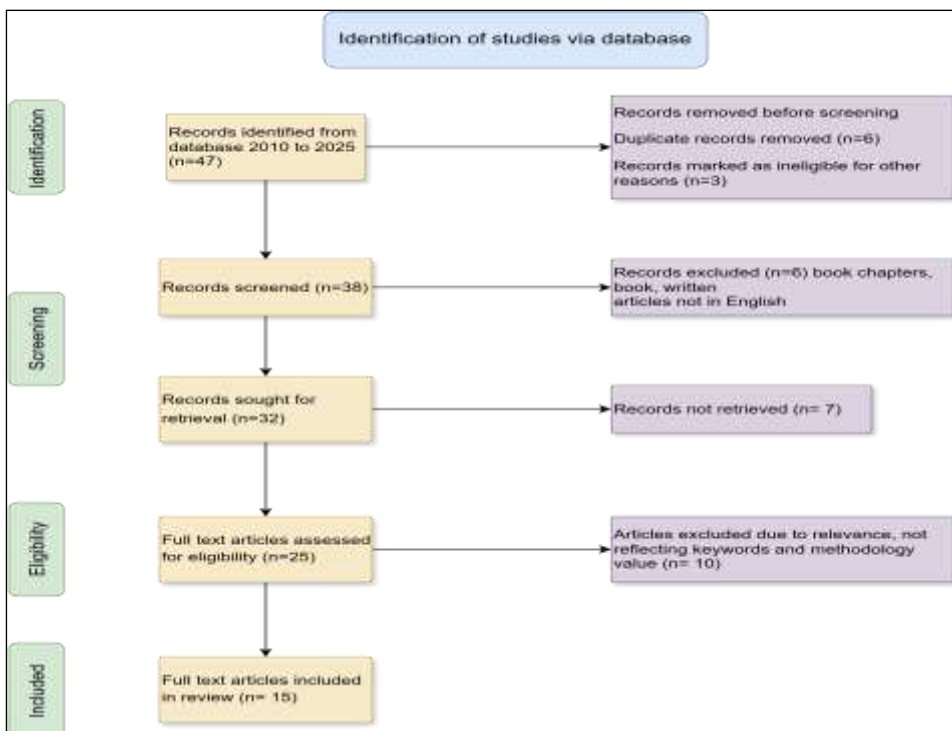 Identification of studies via database
Identification
Records identified from
database 2010 to 2025
(n=47)
Records removed before screening
Duplicate records removed (n=6)
Records marked as ineligible for other
reasons (n=3)
Screening
Records screened (n=38)
Records excluded (n=6) book chapters,
book, written
articles not in English
Records sought for
retrieval (n=32)
Records not retrieved (n= 7)
Eligibility
Full text articles assessed
for eligibility (n=25)
Articles excluded due to relevance, not
reflecting keywords and methodology
value (n= 10)
Included
Full text articles included
in review (n= 15)